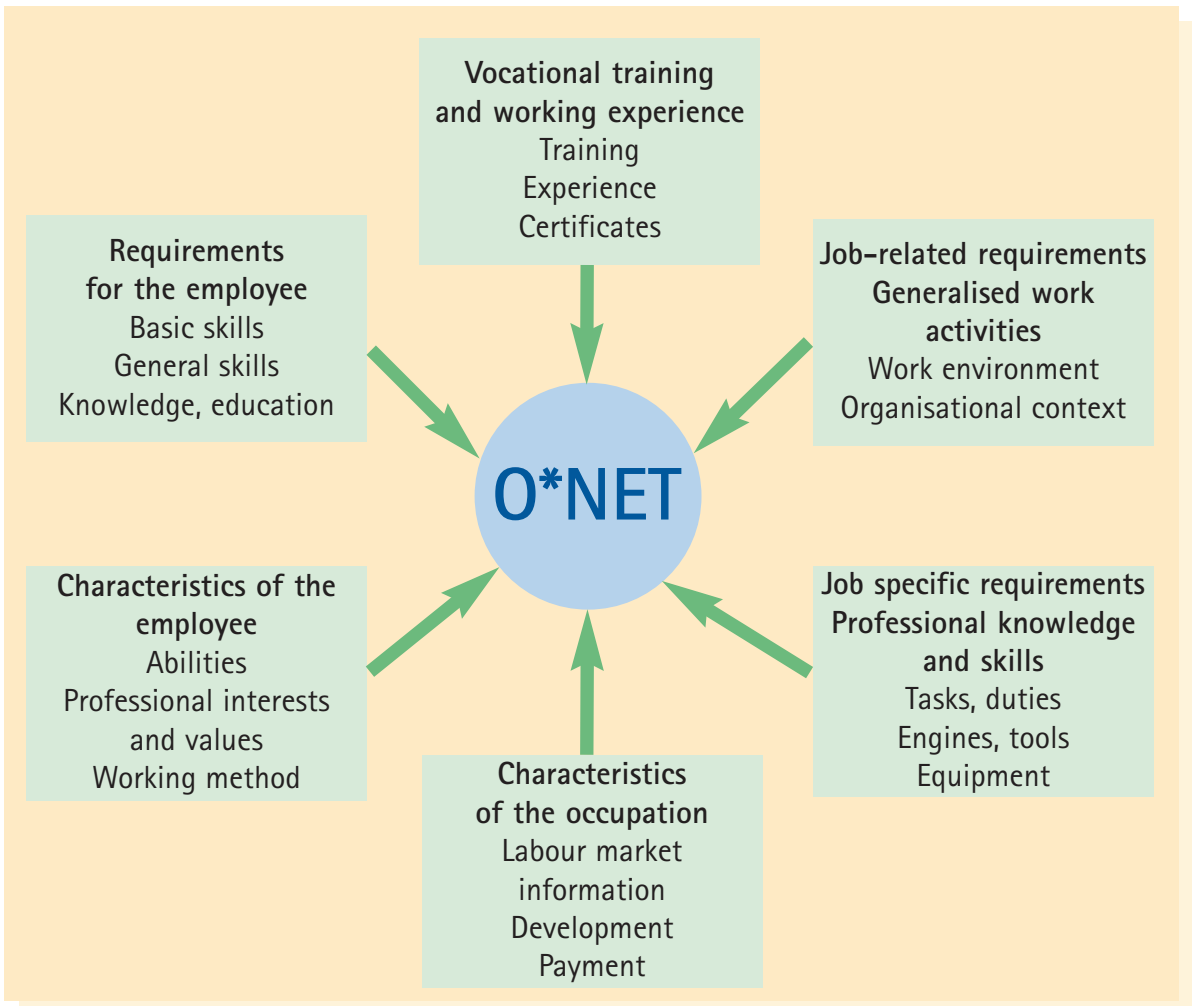 Vocational training
and working experience
Training
Experience
Certificates
Requirements
for the employee
Basic skills
General skills
Knowledge, education
Job-related requirements
Generalised work
activities
Work environment
Organisational context
O*NET
Characteristics of the
employee
Abilities
Professional interests
and values
Working method
Job specific requirements
Professional knowledge
and skills
Tasks, duties
Engines, tools
Equipment
Characteristics
of the occupation
Labour market
information
Development
Payment